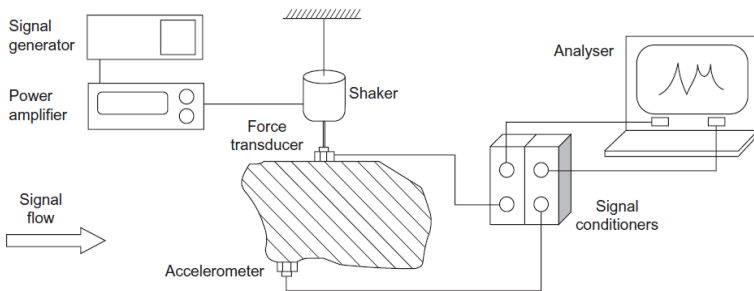 Signal
generator
Power
amplifier
Shaker
Force
transducer
Analyser
Signal
flow
Accelerometer
Signal
conditioners